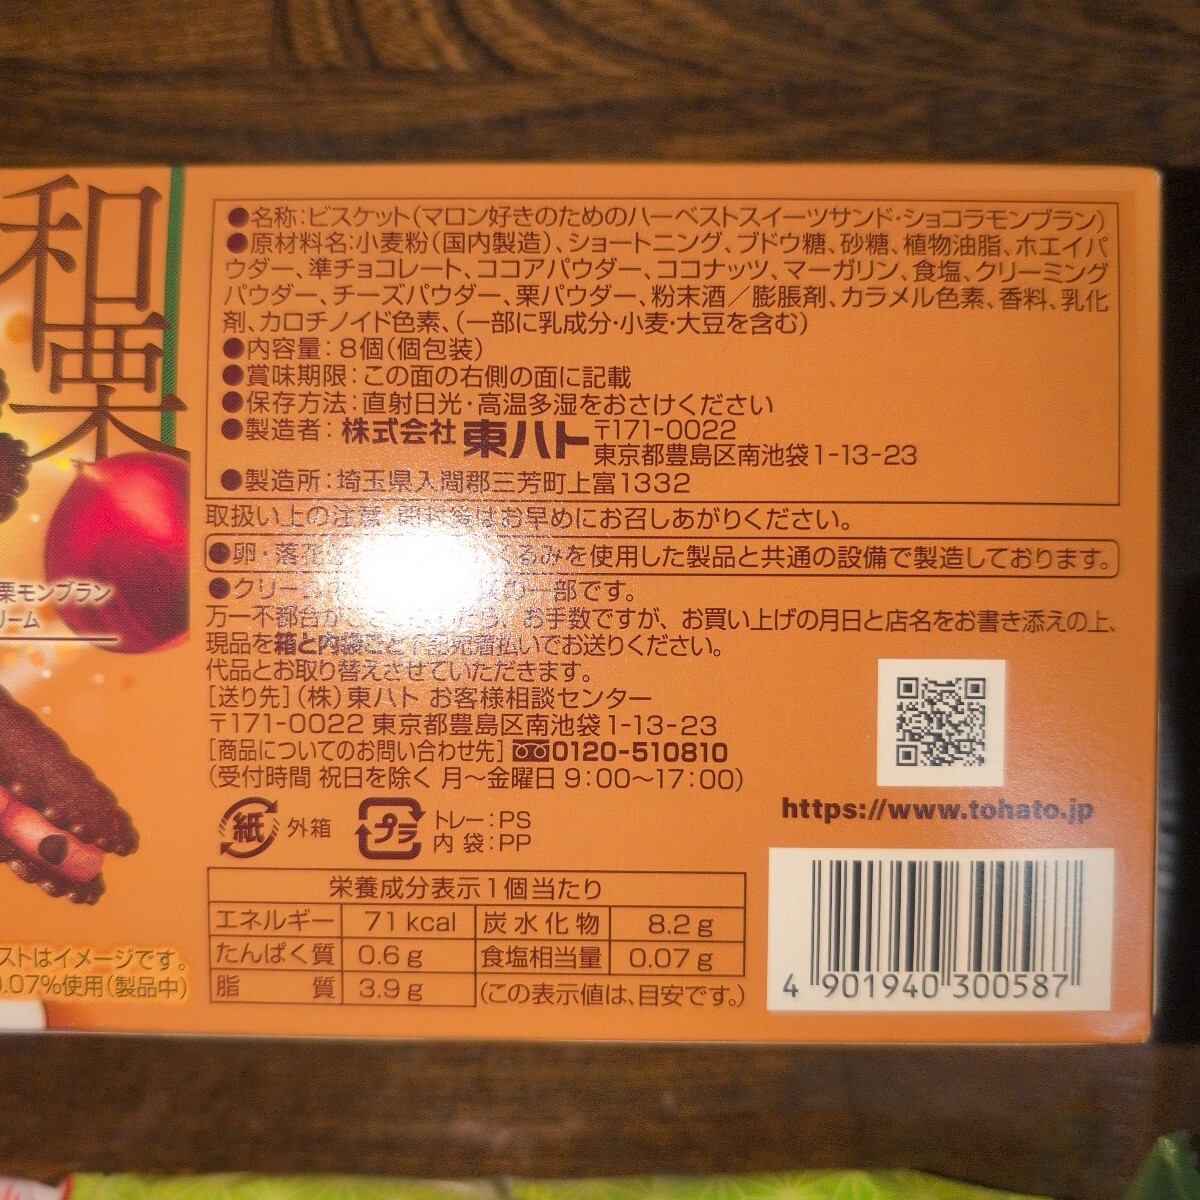 和栗
●名称：ビスケット（マロン好きのためのハーベストスイーツサンド・ショコラモンブラン）
●原材料名：小麦粉（国内製造）、ショートニング、ブドウ糖、砂糖、植物油脂、ホエイパ
ウダー、準チョコレート、ココアパウダー、ココナッツ、マーガリン、食塩、クリーミング
パウダー、チーズパウダー、栗パウダー、粉末酒／膨脹剤、カラメル色素、香料、乳化
剤、カロチノイド色素、（一部に乳成分・小麦・大豆を含む）
●内容量：8個（個包装）
●賞味期限：この面の右側の面に記載
●保存方法：直射日光・高温多湿をおさけください
●製造者：株式会社 東ハト 〒171-0022
東京都豊島区南池袋1-13-23
●製造所：埼玉県入間郡三芳町上富1332
取扱い上の注意 開封後はお早めにお召しあがりください。
●卵・落花 くるみを使用した製品と共通の設備で製造しております。
●クリー 一部です。
万一不都合が お手数ですが、お買い上げの月日と店名をお書き添えの上、
現品を箱と内袋ごと 払いでお送りください。
代品とお取り替えさせていただきます。
［送り先］（株）東ハト お客様相談センター
〒171-0022 東京都豊島区南池袋1-13-23
［商品についてのお問い合わせ先］0120-510810
（受付時間 祝日を除く 月～金曜日 9:00～17:00）
紙 外箱 プラ トレー：PS
内袋：PP
https://www.tohato.jp
栄養成分表示1個当たり
エネルギー 71kcal 炭水化物 8.2g
たんぱく質 0.6g 食塩相当量 0.07g
脂質 3.9g （この表示値は、目安です。）
4 901940 300587
栗モンブラン
リーム
ストはイメージです。
0.07%使用（製品中）